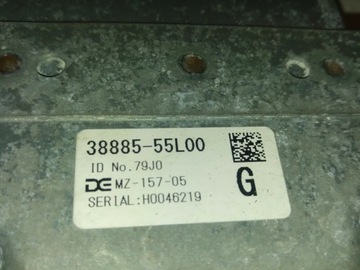 38885-55L00
ID No.79J0
DE MZ-157-05
G
SERIAL:H0046219